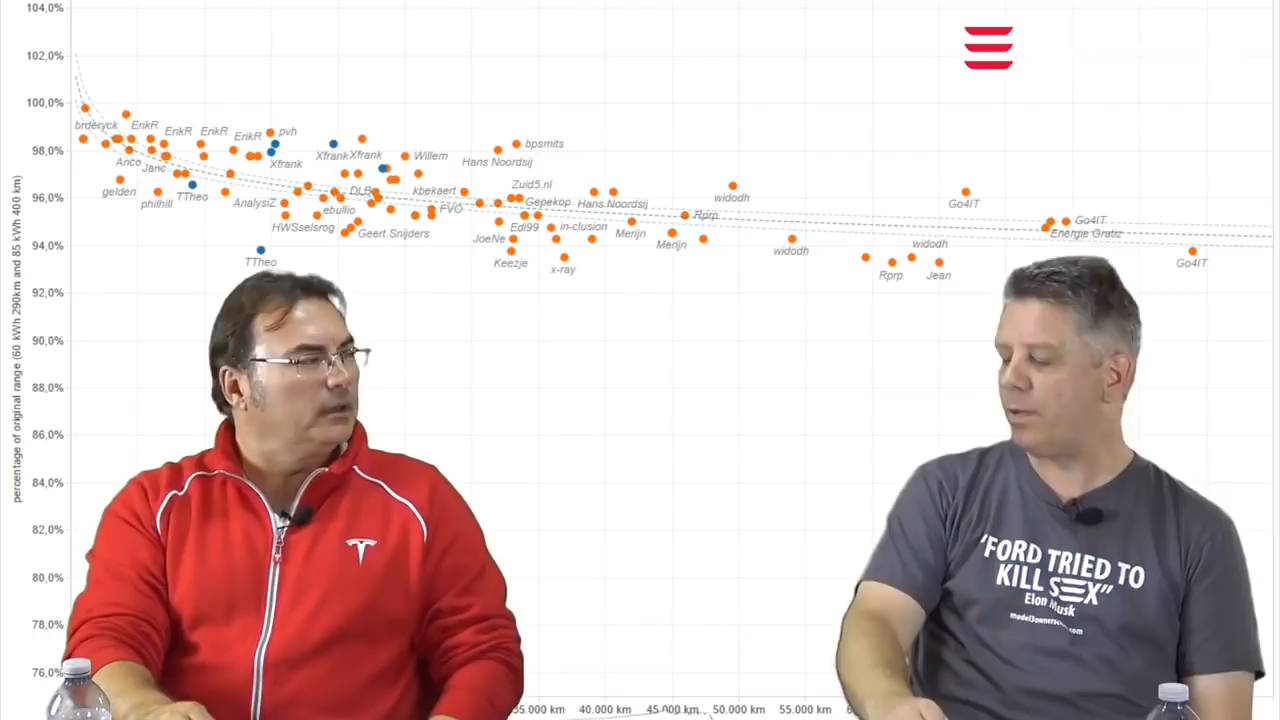 104,0%
102,0%
100,0%
brderyck
ErikR
ErikR
ErikR
ErikR
pvh
bpsmits
98,0%
Anco
Janc
Xfrank
Xfrank
Xfrank
Willem
Hans Noordsij
gelden
philhill
TTheo
DLB
kbekaert
Zuid5.nl
widodh
96,0%
AnalysiZ
ebullio
FVO
Gepekop
Hans Noordsij
Go4IT
HWSselsrog
Geert.Snijders
Edi99
in-clusion
Rprp
Go4IT
94,0%
JoeNe
Merijn
Merijn
widodh
widodh
Energie Gratiz
TTheo
Keezje
x-ray
Rprp
Jean
Go4IT
92,0%
90,0%
88,0%
86,0%
84,0%
82,0%
80,0%
78,0%
76,0%
percentage of original range (60 kWh 290km and 85 kWh 400 km)
35.000 km
40.000 km
45.000 km
50.000 km
55.000 km
"FORD TRIED TO
KILL SEX"
Elon Musk